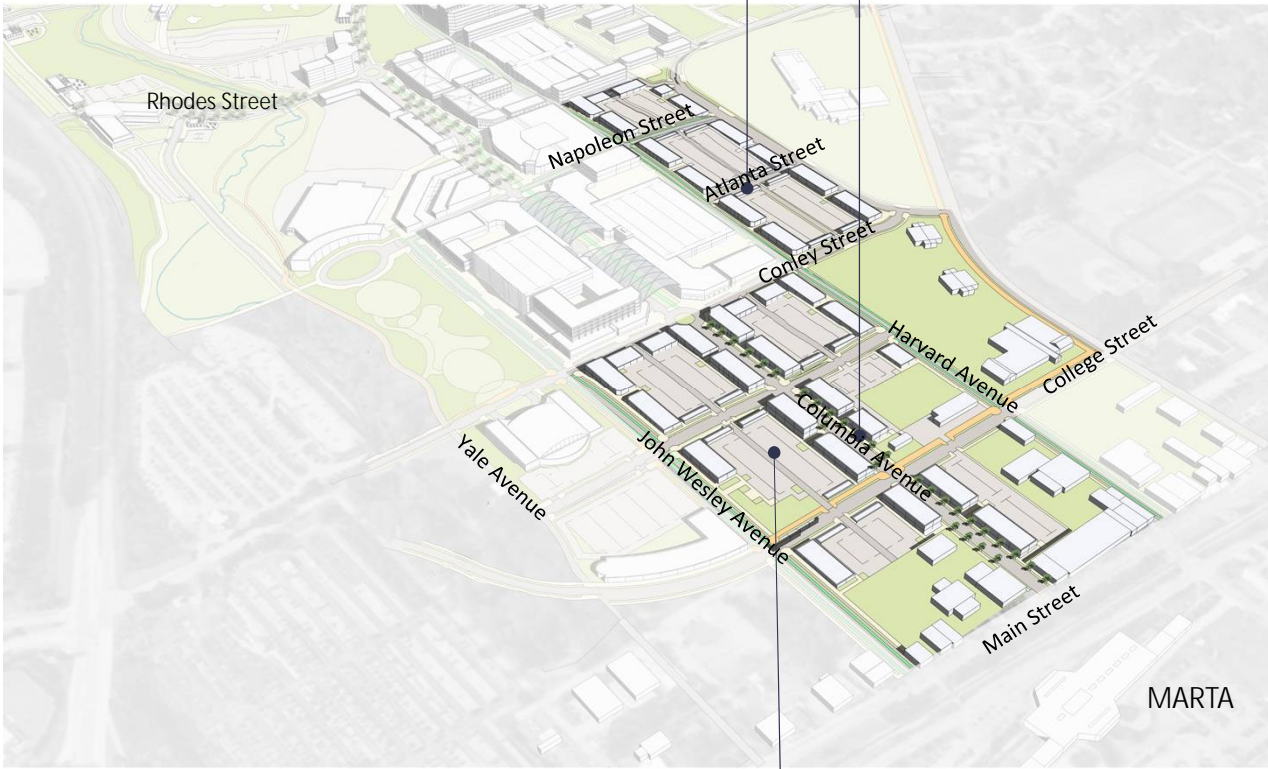 Rhodes Street
Napoleon Street
Atlanta Street
Conley Street
Harvard Avenue
College Street
Columbia Avenue
John Wesley Avenue
Yale Avenue
Main Street
MARTA